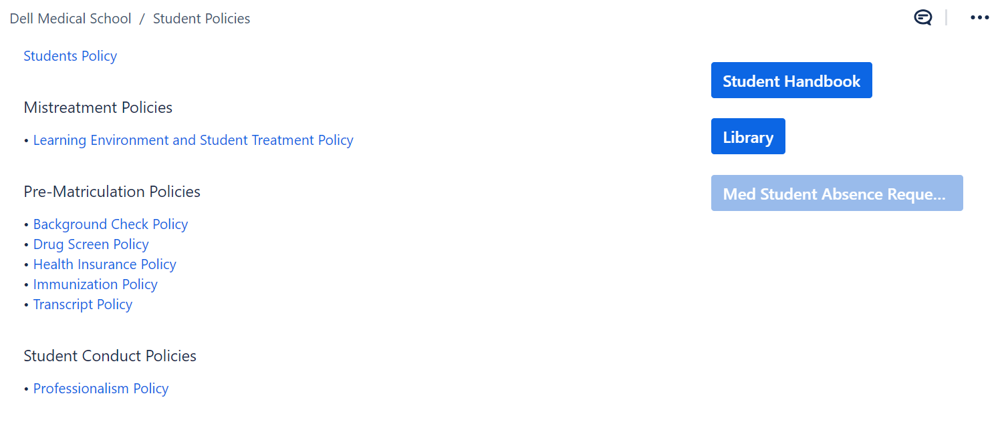 Dell Medical School / Student Policies
Students Policy
Mistreatment Policies
• Learning Environment and Student Treatment Policy
Pre-Matriculation Policies
• Background Check Policy
• Drug Screen Policy
• Health Insurance Policy
• Immunization Policy
• Transcript Policy
Student Conduct Policies
• Professionalism Policy
Student Handbook
Library
Med Student Absence Reque...